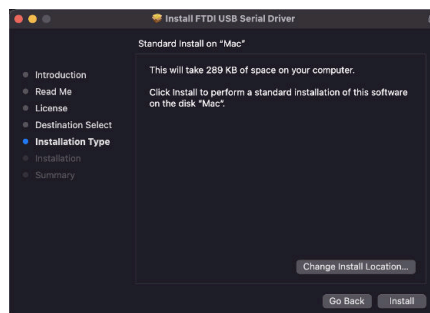 Install FTDI USB Serial Driver
Standard Install on “Mac”
Introduction
Read Me
License
Destination Select
Installation Type
Installation
Summary
This will take 289 KB of space on your computer.
Click Install to perform a standard installation of this software
on the disk “Mac”.
Change Install Location...
Go Back
Install